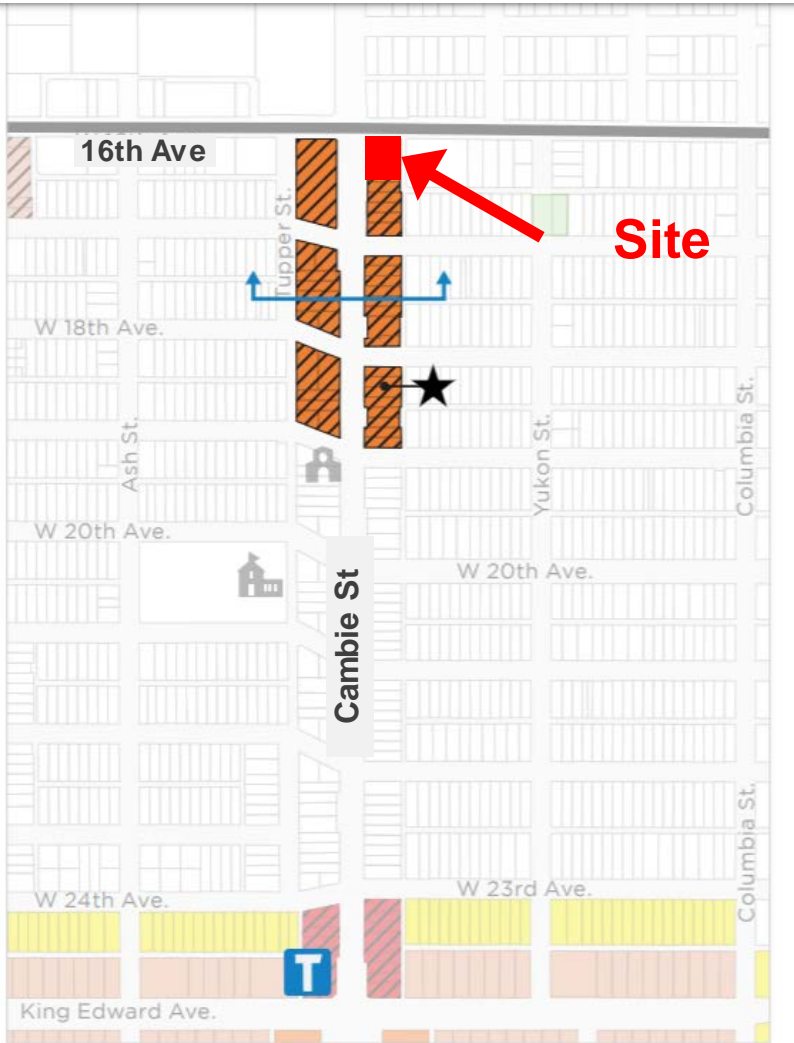 16th Ave
Site
Tupper St.
W 18th Ave.
Ash St.
Yukon St.
Columbia St.
W 20th Ave.
W 20th Ave.
Cambie St
Columbia St.
W 24th Ave.
W 23rd Ave.
T
King Edward Ave.